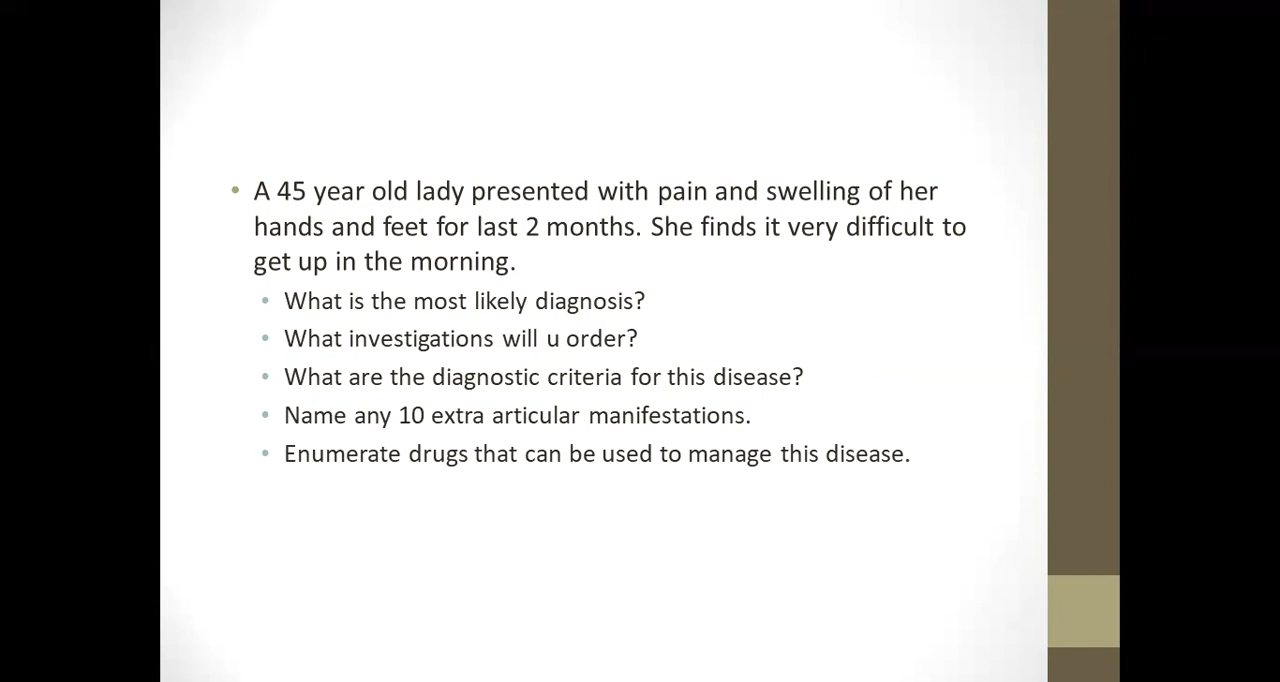 A 45 year old lady presented with pain and swelling of her
hands and feet for last 2 months. She finds it very difficult to
get up in the morning.
What is the most likely diagnosis?
What investigations will u order?
What are the diagnostic criteria for this disease?
Name any 10 extra articular manifestations.
Enumerate drugs that can be used to manage this disease.